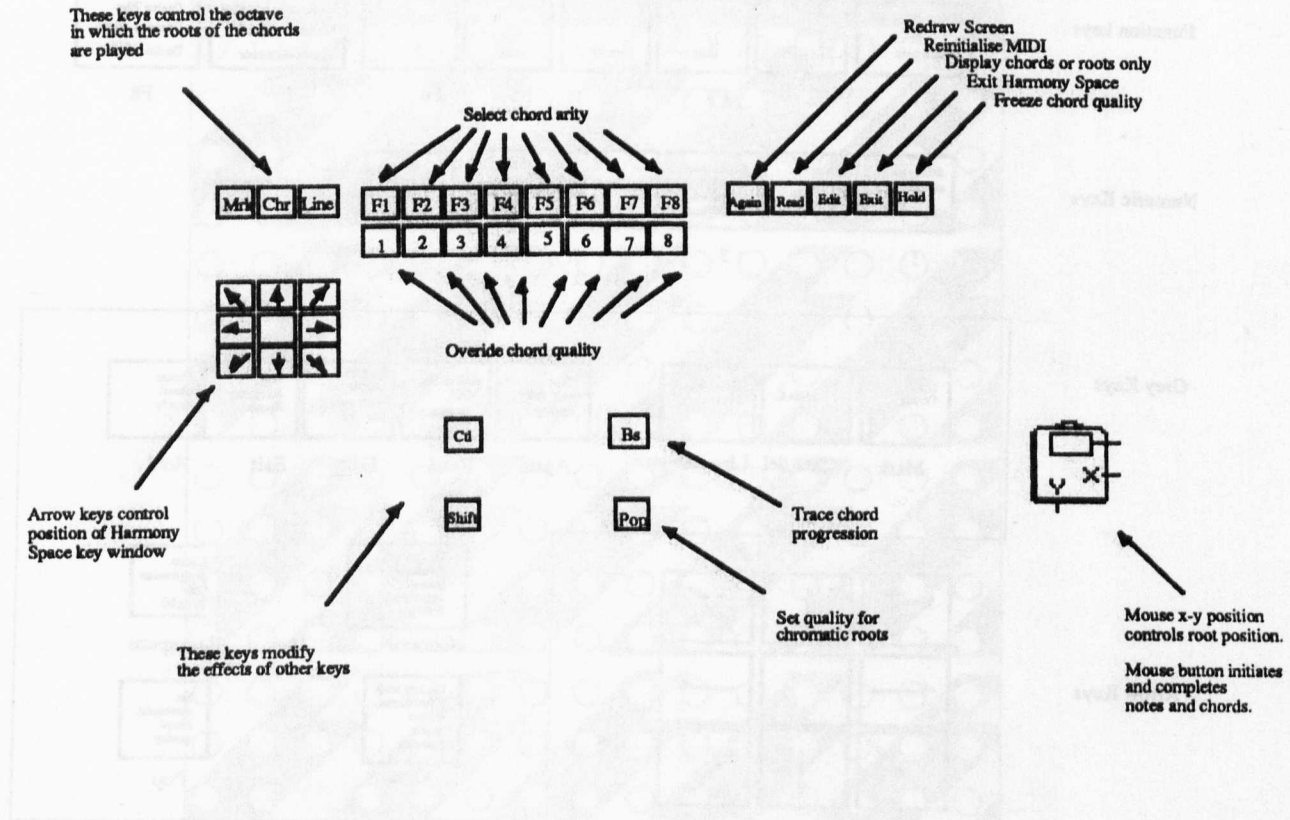 These keys control the octave
in which the roots of the chords
are played
Redraw Screen
Reinitialise MIDI
Display chords or roots only
Exit Harmony Space
Freeze chord quality
Select chord arity
Mrk Chr Line
F1 F2 F3 F4 F5 F6 F7 F8
Again Read Edit Exit Hold
1 2 3 4 5 6 7 8
Overide chord quality
Ctl
Bs
Shift
Pop
X
Y
Arrow keys control
position of Harmony
Space key window
Trace chord
progression
Set quality for
chromatic roots
These keys modify
the effects of other keys
Mouse x-y position
controls root position.
Mouse button initiates
and completes
notes and chords.